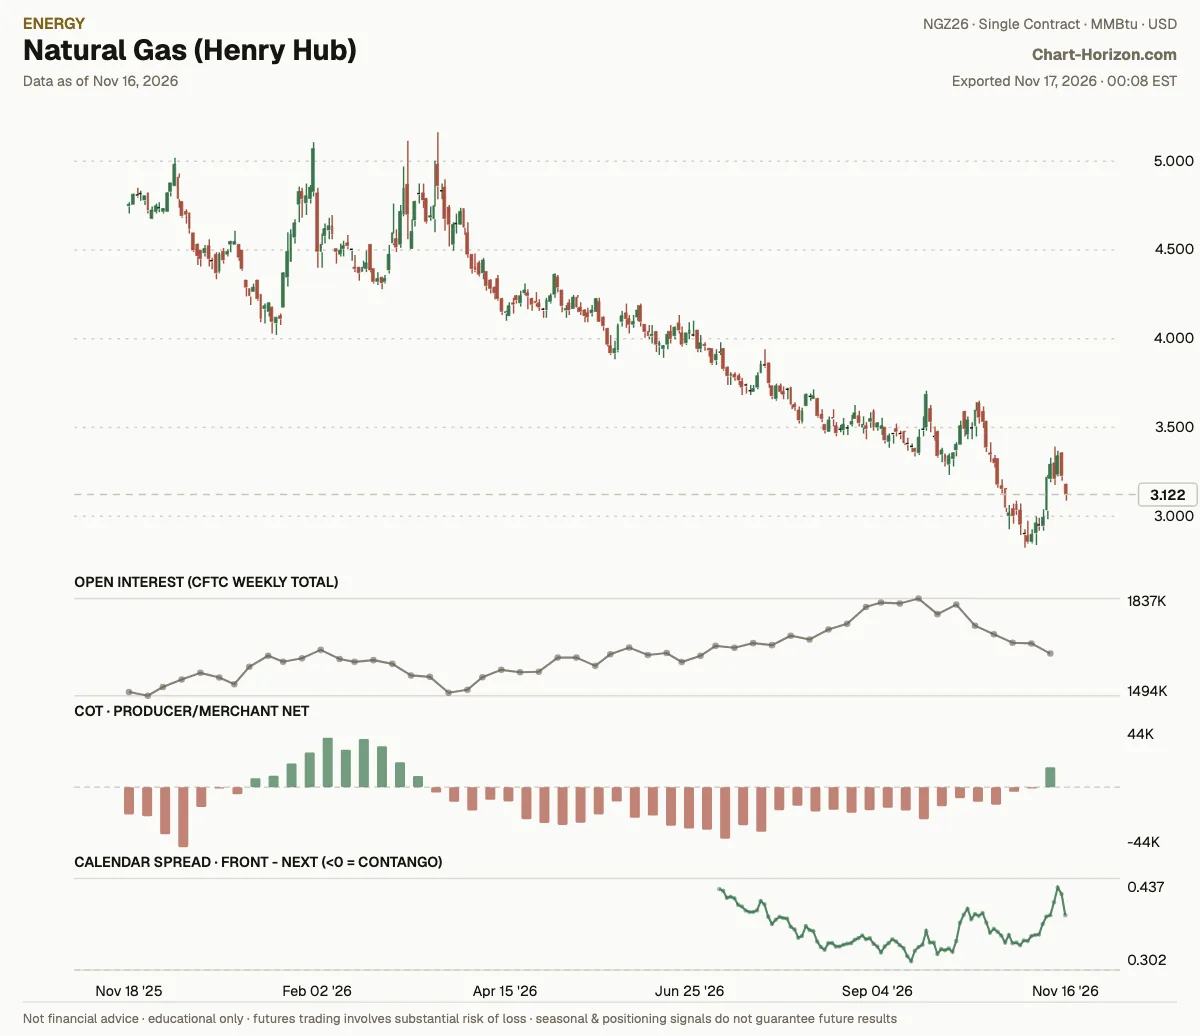 ENERGY
Natural Gas (Henry Hub)
Data as of Nov 16, 2026
NGZ26 · Single Contract · MMBtu · USD
Chart-Horizon.com
Exported Nov 17, 2026 · 00:08 EST
5.000
4.500
4.000
3.500
3.122
3.000
OPEN INTEREST (CFTC WEEKLY TOTAL)
1837K
1494K
COT · PRODUCER/MERCHANT NET
44K
-44K
CALENDAR SPREAD · FRONT - NEXT (<0 = CONTANGO)
0.437
0.302
Nov 18 '25 Feb 02 '26 Apr 15 '26 Jun 25 '26 Sep 04 '26 Nov 16 '26
Not financial advice · educational only · futures trading involves substantial risk of loss · seasonal & positioning signals do not guarantee future results